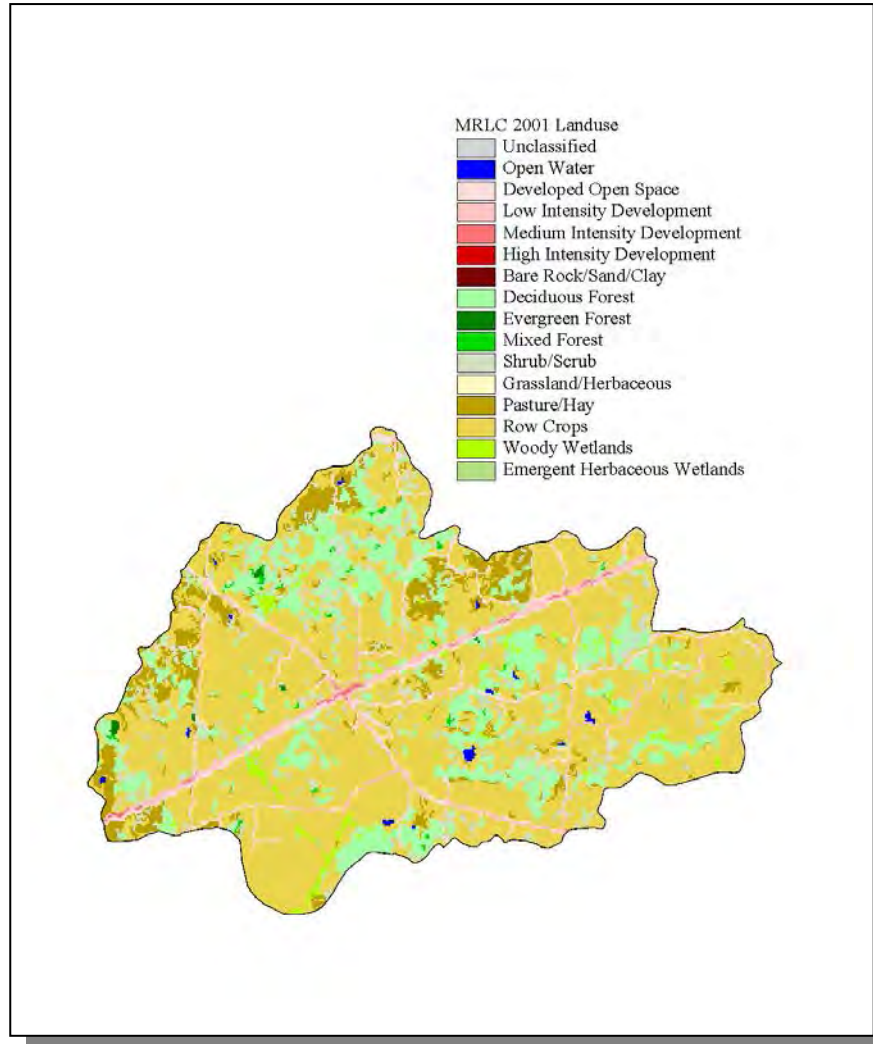 MRLC 2001 Landuse
Unclassified
Open Water
Developed Open Space
Low Intensity Development
Medium Intensity Development
High Intensity Development
Bare Rock/Sand/Clay
Deciduous Forest
Evergreen Forest
Mixed Forest
Shrub/Scrub
Grassland/Herbaceous
Pasture/Hay
Row Crops
Woody Wetlands
Emergent Herbaceous Wetlands